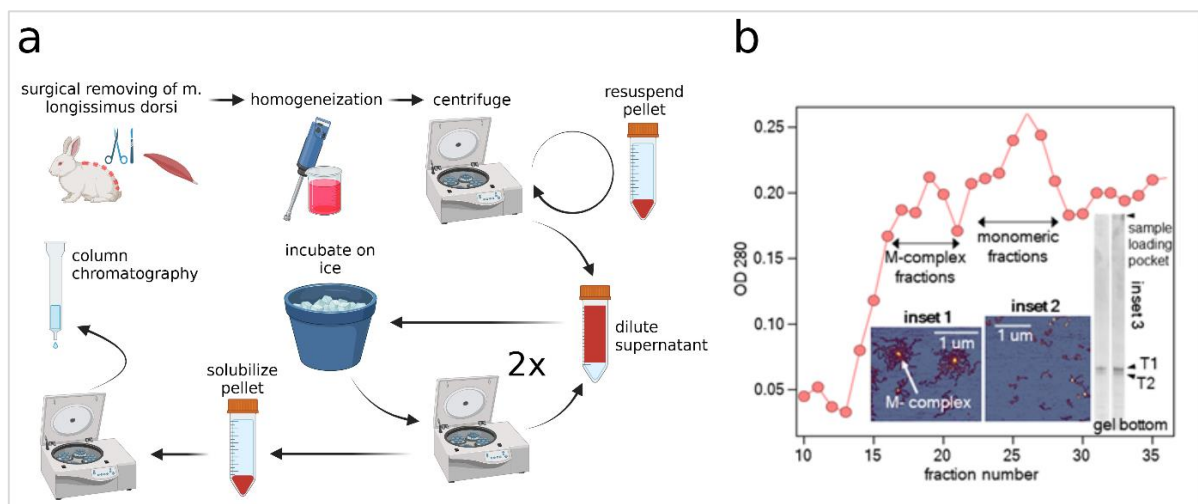 a
surgical removing of m.
longissimus dorsi
homogeneization
centrifuge
resuspend
pellet
column
chromatography
incubate on
ice
dilute
supernatant
solubilize
pellet
2x
b
OD 280
0.25
0.20
0.15
0.10
0.05
M-complex
fractions
monomeric
fractions
sample
loading
pocket
inset 3
inset 1
1 um
M- complex
inset 2
1 um
T1
T2
gel bottom
10
15
20
25
30
35
fraction number